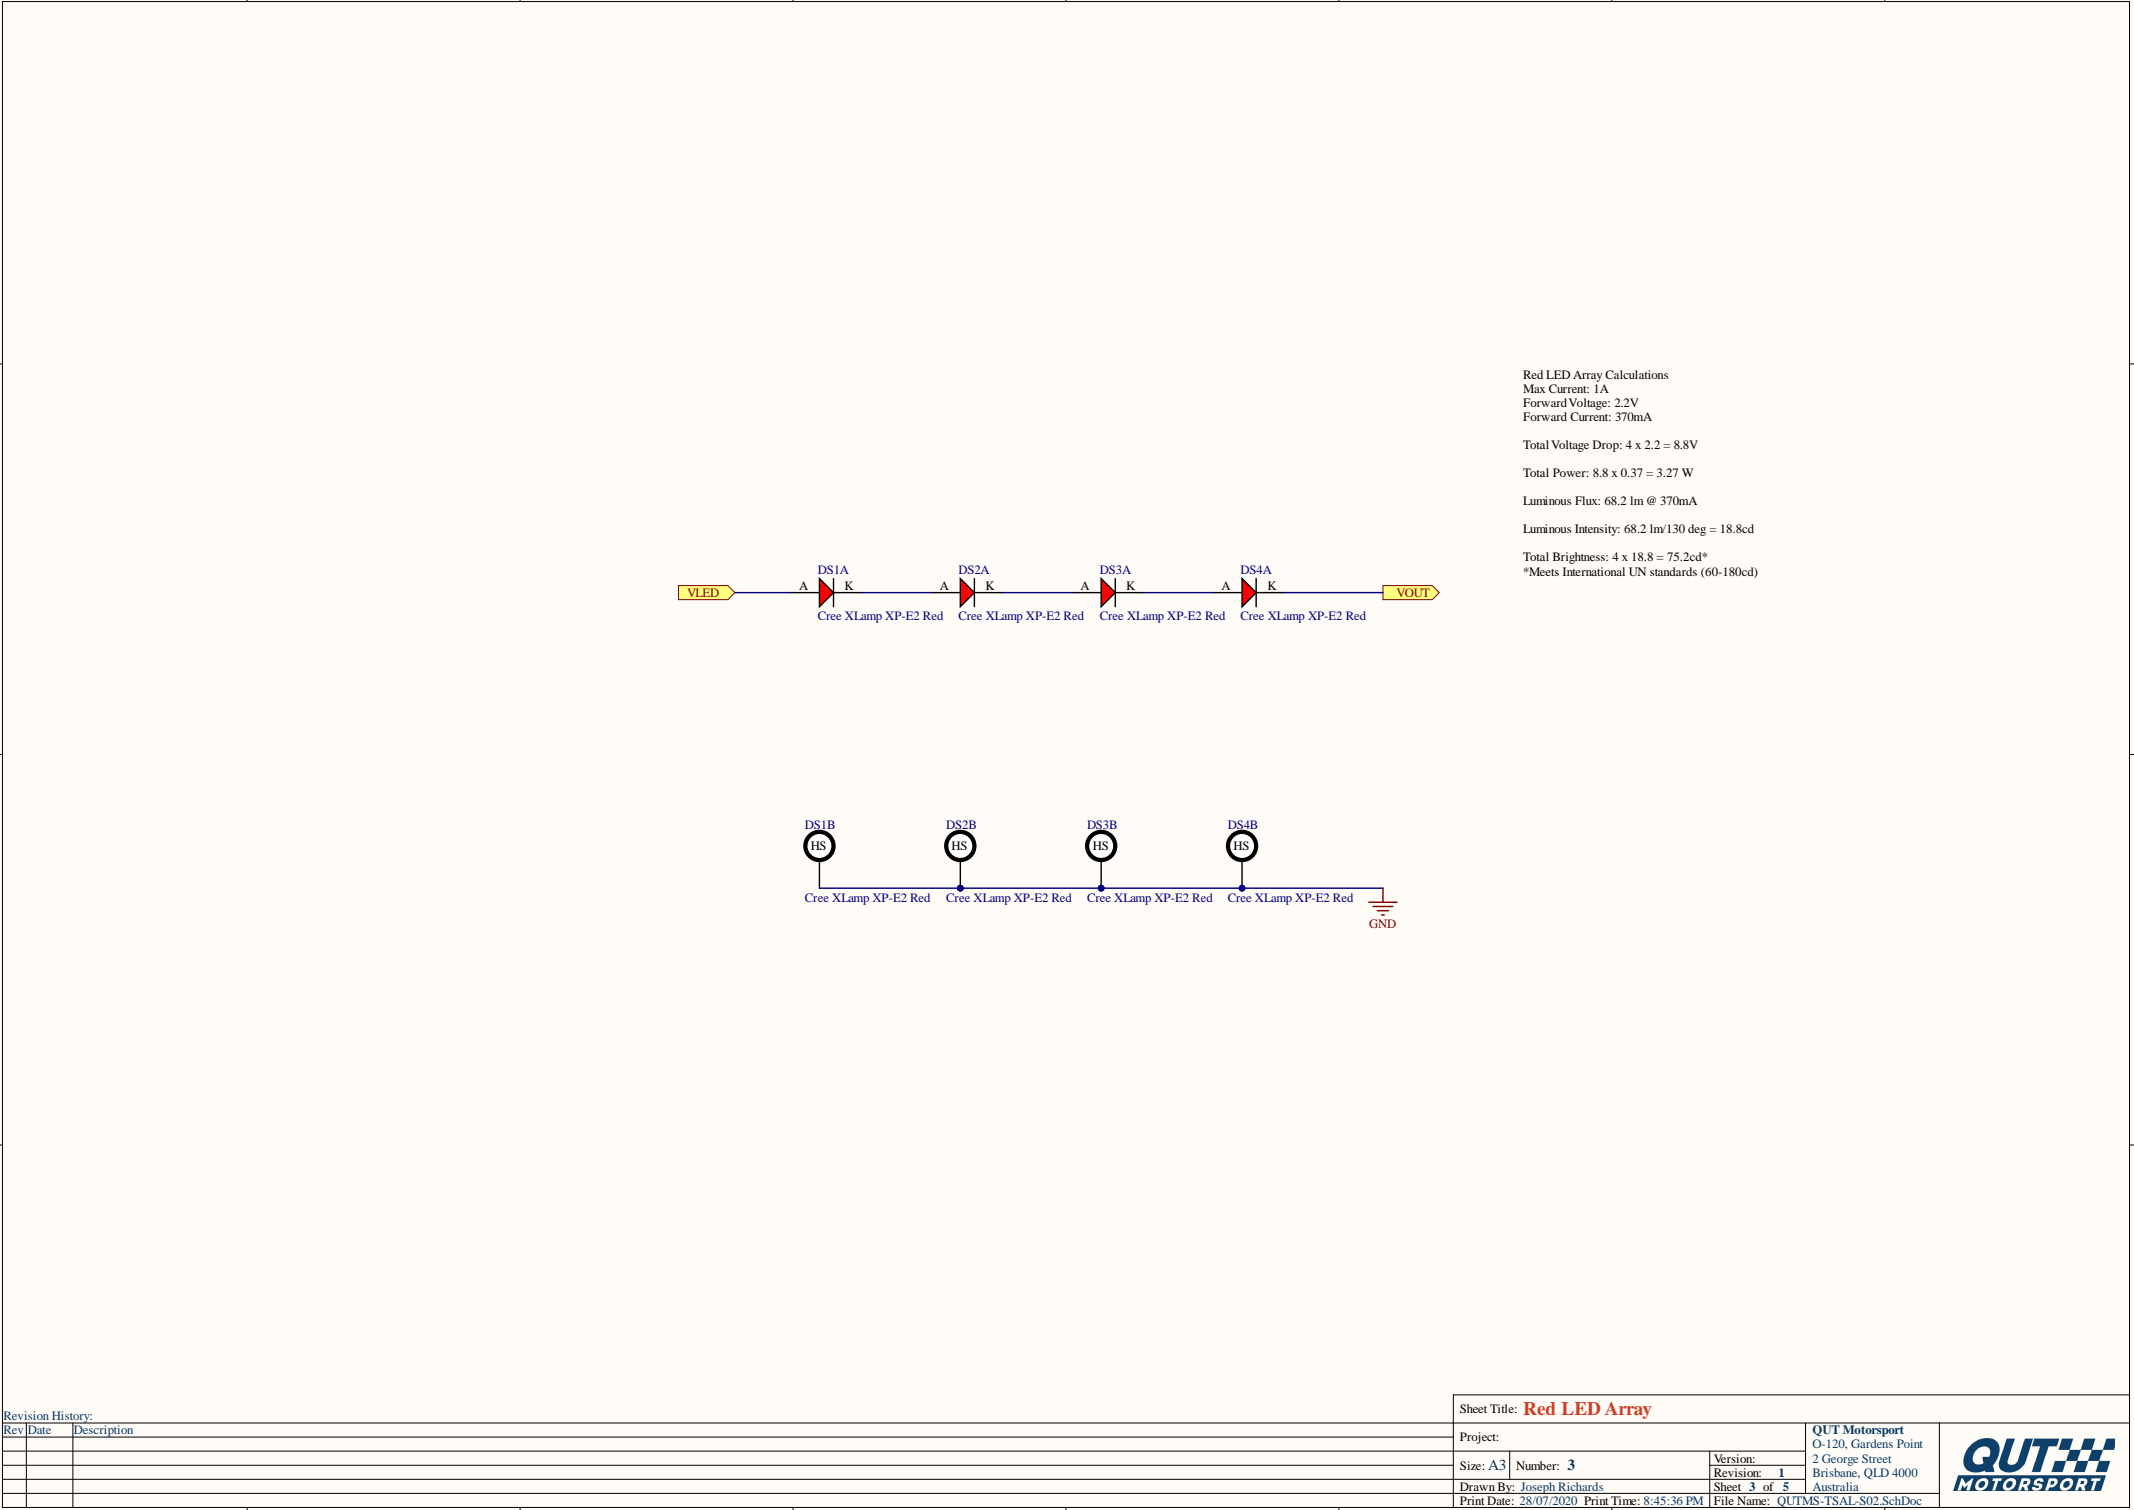 Red LED Array Calculations
Max Current: 1A
Forward Voltage: 2.2V
Forward Current: 370mA
Total Voltage Drop: 4 x 2.2 = 8.8V
Total Power: 8.8 x 0.37 = 3.27 W
Luminous Flux: 68.2 lm @ 370mA
Luminous Intensity: 68.2 lm/130 deg = 18.8cd
Total Brightness: 4 x 18.8 = 75.2cd*
*Meets International UN standards (60-180cd)
DS1A DS2A DS3A DS4A
VLED A K A K A K A K VOUT
Cree XLamp XP-E2 Red Cree XLamp XP-E2 Red Cree XLamp XP-E2 Red Cree XLamp XP-E2 Red
DS1B DS2B DS3B DS4B
HS HS HS HS
Cree XLamp XP-E2 Red Cree XLamp XP-E2 Red Cree XLamp XP-E2 Red Cree XLamp XP-E2 Red
GND
Revision History:
Rev Date Description
Sheet Title: Red LED Array
Project:
Size: A3 Number: 3
Version:
Revision: 1
Drawn By: Joseph Richards
Sheet 3 of 5
Print Date: 28/07/2020 Print Time: 8:45:36 PM
File Name: QUTMS-TSAL-S02.SchDoc
QUT Motorsport
O-120, Gardens Point
2 George Street
Brisbane, QLD 4000
Australia
QUT
MOTORSPORT